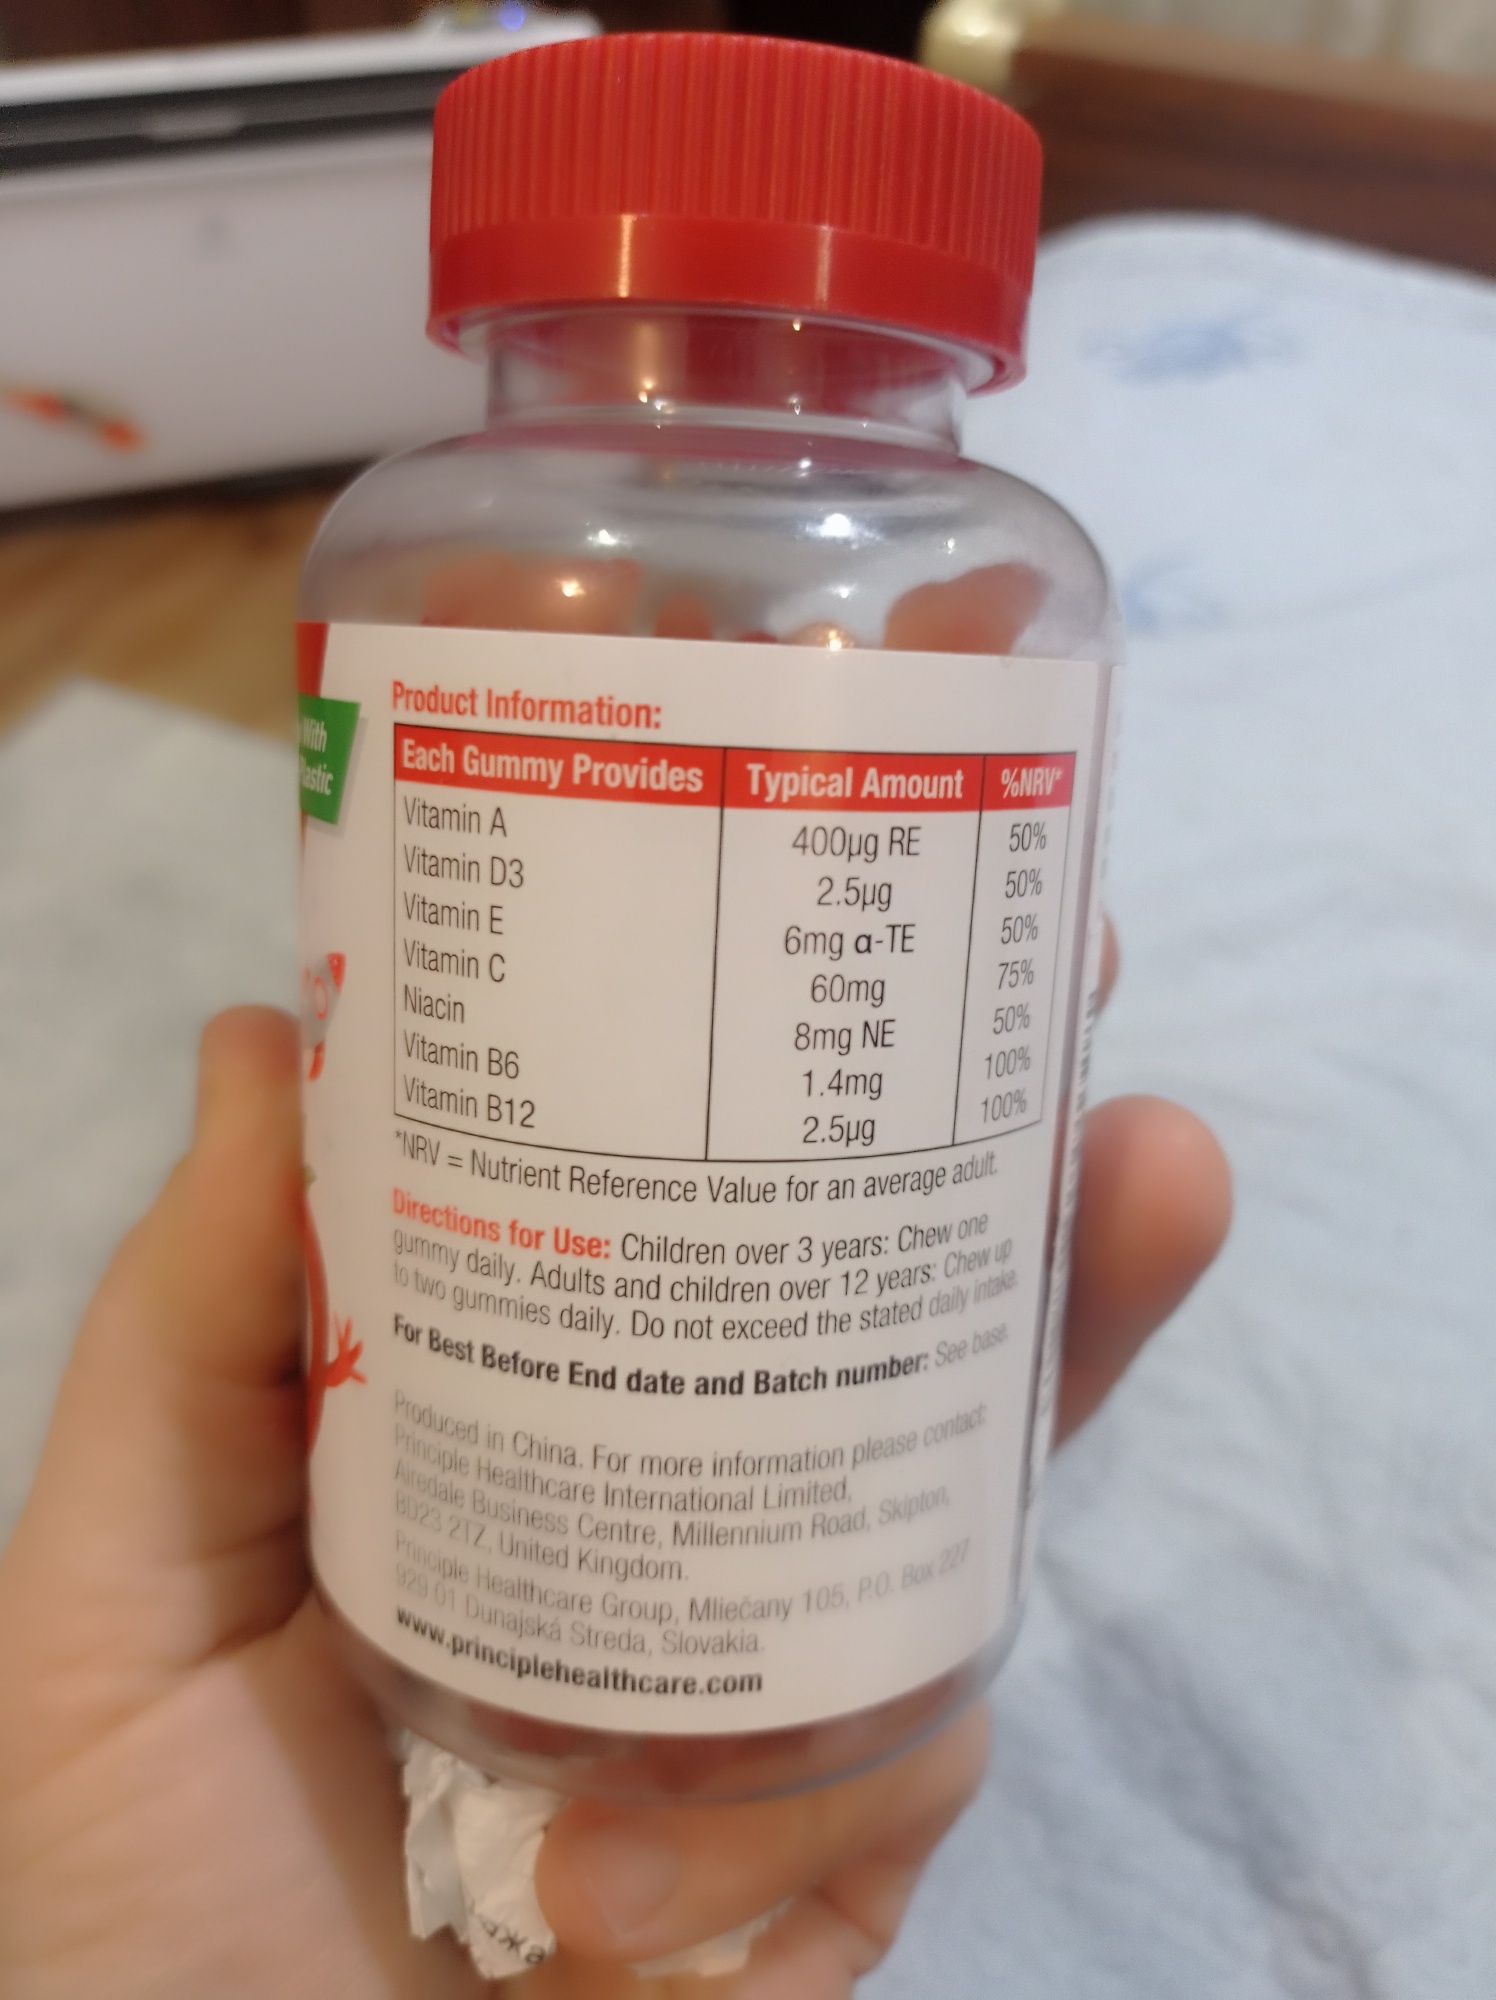 With
Plastic
Product Information:
Each Gummy Provides Typical Amount %NRV*
Vitamin A 400µg RE 50%
Vitamin D3 2.5µg 50%
Vitamin E 6mg α-TE 50%
Vitamin C 60mg 75%
Niacin 8mg NE 50%
Vitamin B6 1.4mg 100%
Vitamin B12 2.5µg 100%
*NRV = Nutrient Reference Value for an average adult.
Directions for Use: Children over 3 years: Chew one
gummy daily. Adults and children over 12 years: Chew up
to two gummies daily. Do not exceed the stated daily intake.
For Best Before End date and Batch number: See base.
Produced in China. For more information please contact:
Principle Healthcare International Limited,
Airedale Business Centre, Millennium Road, Skipton,
BD23 2TZ, United Kingdom.
Principle Healthcare Group, Mliečany 105, P.O. Box 227
929 01 Dunajská Streda, Slovakia.
www.principlehealthcare.com